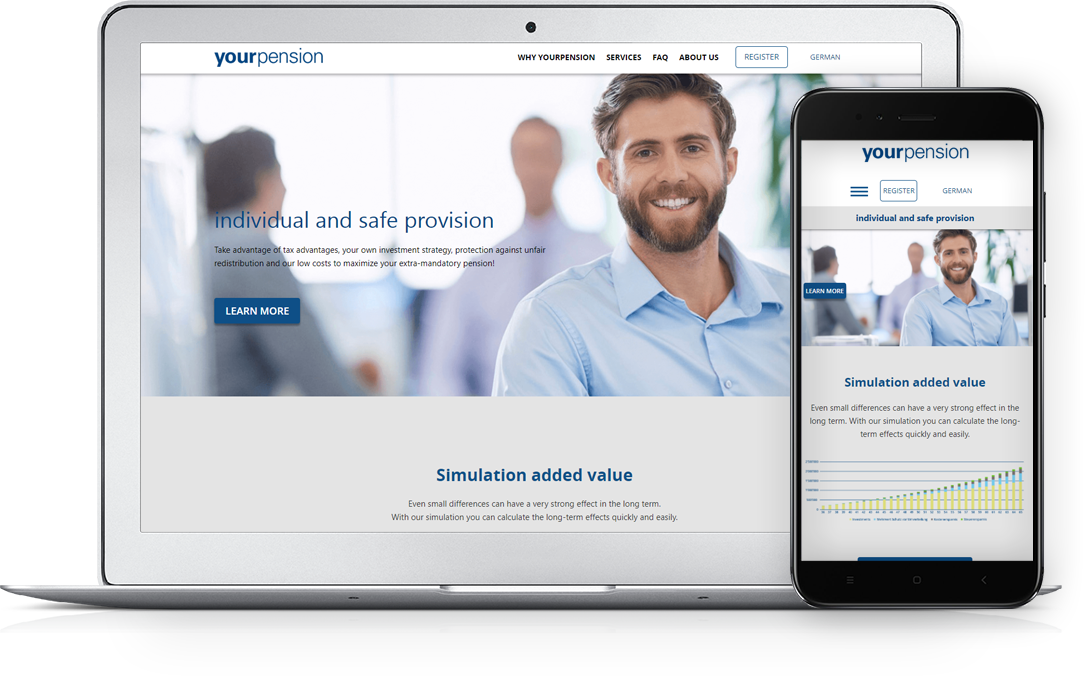 yourpension
WHY YOURPENSION SERVICES FAQ ABOUT US REGISTER GERMAN
individual and safe provision
Take advantage of tax advantages, your own investment strategy, protection against unfair
redistribution and our low costs to maximize your extra-mandatory pension!
LEARN MORE
Simulation added value
Even small differences can have a very strong effect in the long term.
With our simulation you can calculate the long-term effects quickly and easily.
yourpension
REGISTER GERMAN
individual and safe provision
LEARN MORE
Simulation added value
Even small differences can have a very strong effect in the
long term. With our simulation you can calculate the long-
term effects quickly and easily.